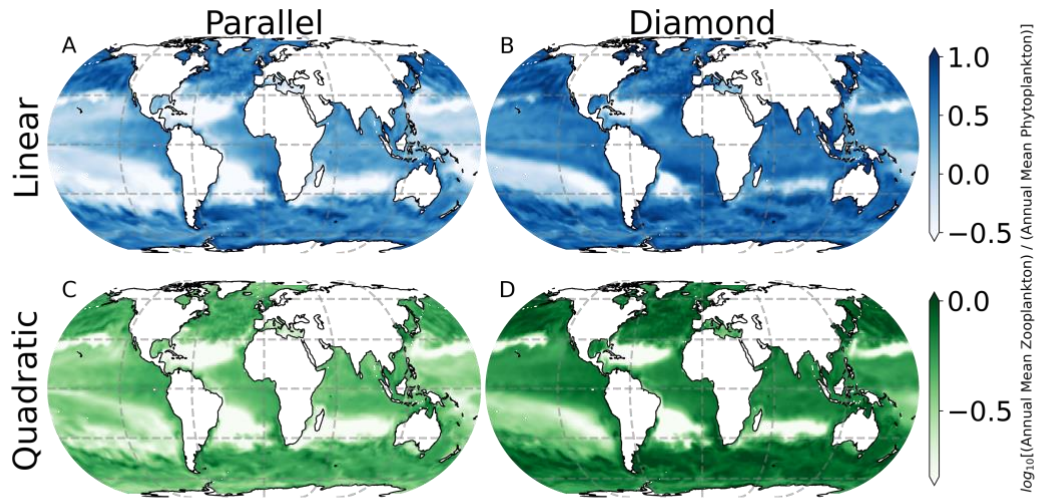 Parallel
Diamond
A
B
Linear
1.0
0.5
0.0
−0.5
C
D
Quadratic
0.0
−0.5
log10[(Annual Mean Zooplankton) / (Annual Mean Phytoplankton)]